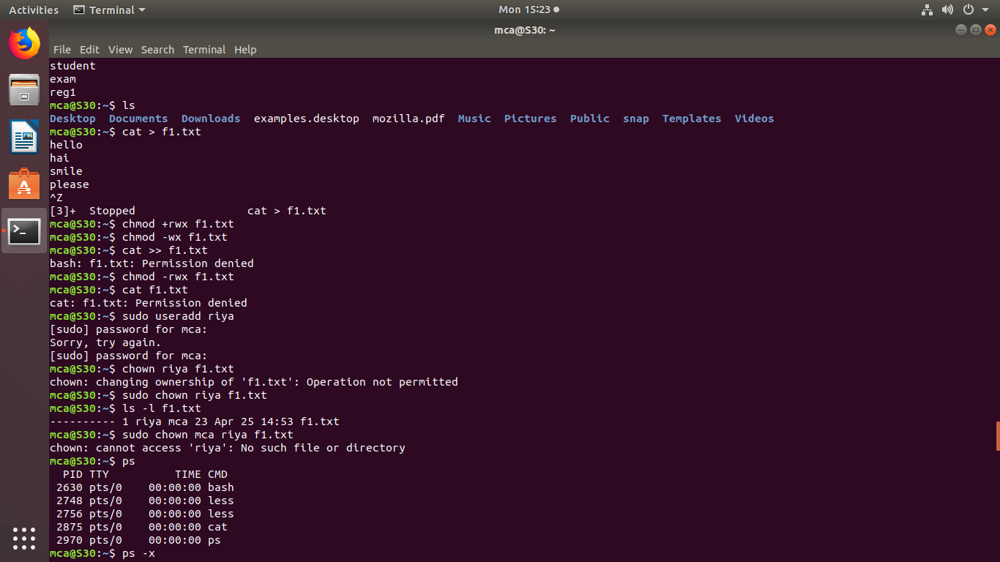 Activities Terminal Mon 15:23
mca@S30: ~
File Edit View Search Terminal Help
student
exam
reg1
mca@S30:~$ ls
Desktop  Documents  Downloads  examples.desktop  mozilla.pdf  Music  Pictures  Public  snap  Templates  Videos
mca@S30:~$ cat > f1.txt
hello
hai
smile
please
^Z
[3]+  Stopped                 cat > f1.txt
mca@S30:~$ chmod +rwx f1.txt
mca@S30:~$ chmod -wx f1.txt
mca@S30:~$ cat >> f1.txt
bash: f1.txt: Permission denied
mca@S30:~$ chmod -rwx f1.txt
mca@S30:~$ cat f1.txt
cat: f1.txt: Permission denied
mca@S30:~$ sudo useradd riya
[sudo] password for mca:
Sorry, try again.
[sudo] password for mca:
mca@S30:~$ chown riya f1.txt
chown: changing ownership of 'f1.txt': Operation not permitted
mca@S30:~$ sudo chown riya f1.txt
mca@S30:~$ ls -l f1.txt
---------- 1 riya mca 23 Apr 25 14:53 f1.txt
mca@S30:~$ sudo chown mca riya f1.txt
chown: cannot access 'riya': No such file or directory
mca@S30:~$ ps
  PID TTY          TIME CMD
 2630 pts/0    00:00:00 bash
 2748 pts/0    00:00:00 less
 2756 pts/0    00:00:00 less
 2875 pts/0    00:00:00 cat
 2970 pts/0    00:00:00 ps
mca@S30:~$ ps -x